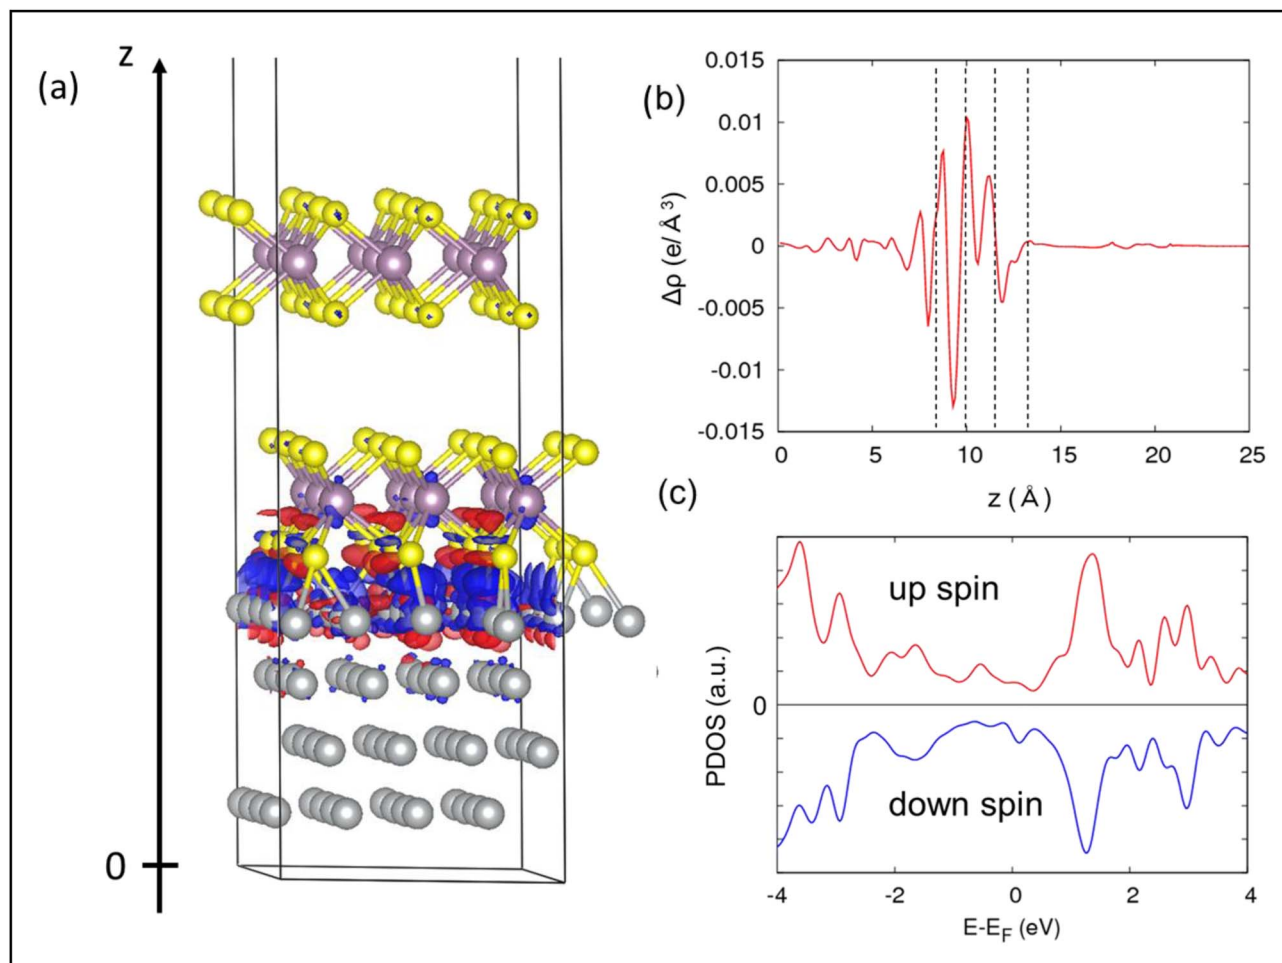 (a)
z
0
(b)
0.015
0.01
0.005
0
-0.005
-0.01
-0.015
Δρ (e/Å³)
0 5 10 15 20 25
z (Å)
(c)
up spin
0
down spin
PDOS (a.u.)
-4 -2 0 2 4
E-E_F (eV)